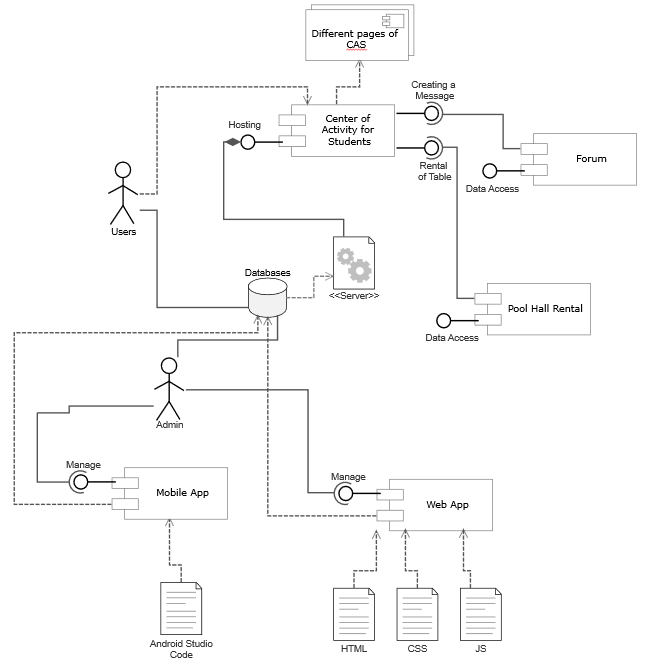 Different pages of
CAS
Creating a
Message
Hosting
Center of
Activity for
Students
Forum
Rental
of Table
Data Access
Users
Databases
<<Server>>
Pool Hall Rental
Data Access
Admin
Manage
Mobile App
Manage
Web App
Android Studio
Code
HTML
CSS
JS